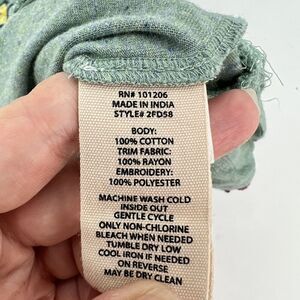 RN# 101206
MADE IN INDIA
STYLE# 2FD58
BODY:
100% COTTON
TRIM FABRIC:
100% RAYON
EMBROIDERY:
100% POLYESTER
MACHINE WASH COLD
INSIDE OUT
GENTLE CYCLE
ONLY NON-CHLORINE
BLEACH WHEN NEEDED
TUMBLE DRY LOW
COOL IRON IF NEEDED
ON REVERSE
MAY BE DRY CLEAN